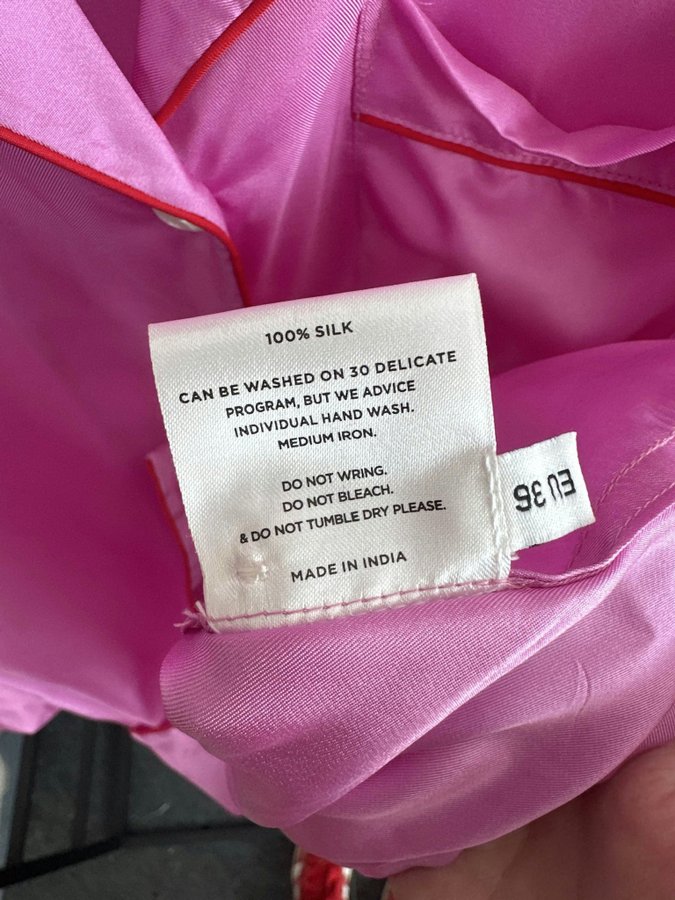 100% SILK
CAN BE WASHED ON 30 DELICATE
PROGRAM, BUT WE ADVICE
INDIVIDUAL HAND WASH.
MEDIUM IRON.
DO NOT WRING.
DO NOT BLEACH.
& DO NOT TUMBLE DRY PLEASE.
MADE IN INDIA
EU 36